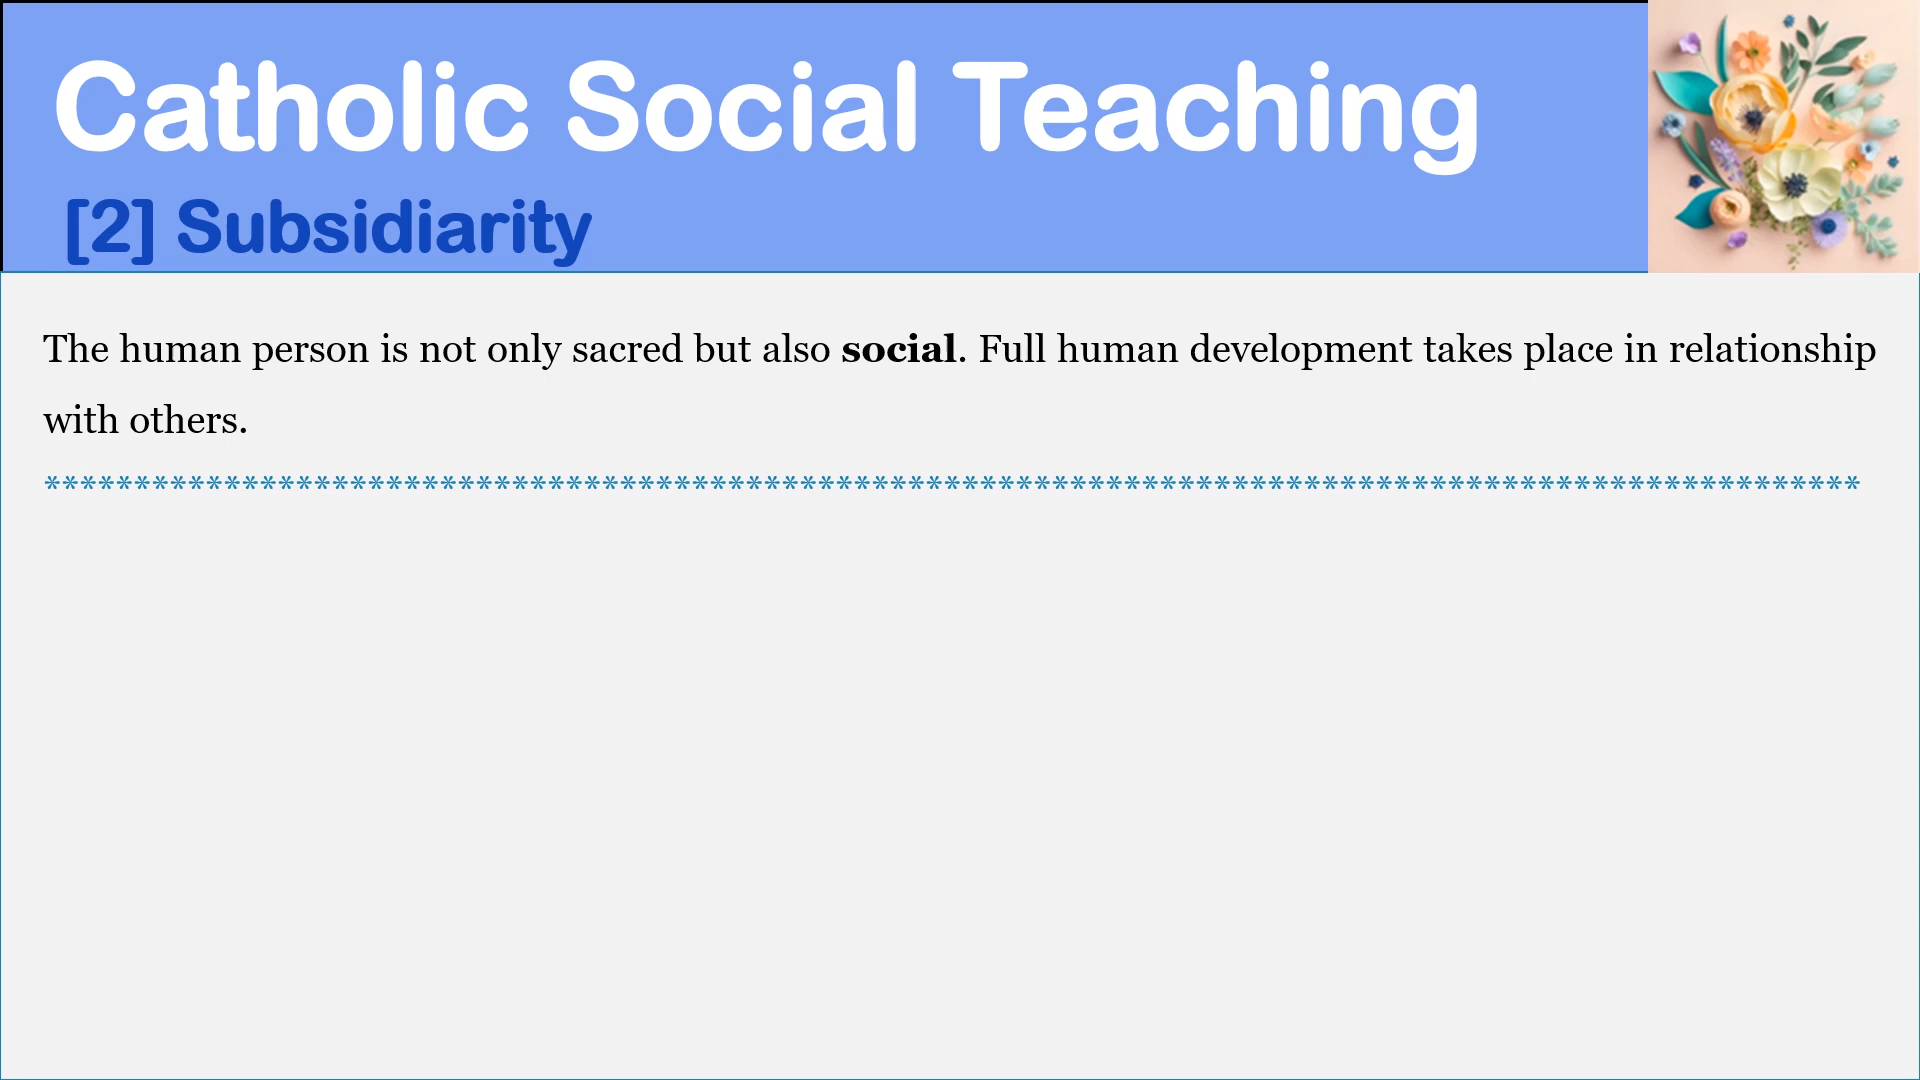 Catholic Social Teaching
[2] Subsidiarity
The human person is not only sacred but also social. Full human development takes place in relationship
with others.
*****************************************************************************************************